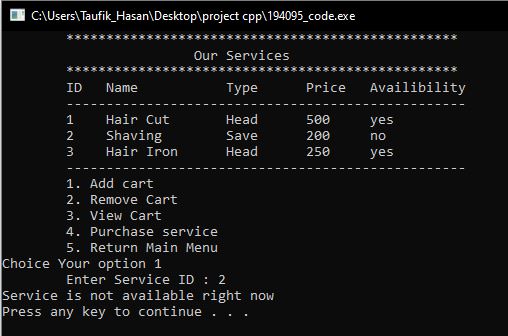 C:\Users\Taufik_Hasan\Desktop\project cpp\194095_code.exe
*************************************************
Our Services
*************************************************
ID Name Type Price Availibility
--------------------------------------------------
1 Hair Cut Head 500 yes
2 Shaving Save 200 no
3 Hair Iron Head 250 yes
--------------------------------------------------
1. Add cart
2. Remove Cart
3. View Cart
4. Purchase service
5. Return Main Menu
Choice Your option 1
Enter Service ID : 2
Service is not available right now
Press any key to continue . . .